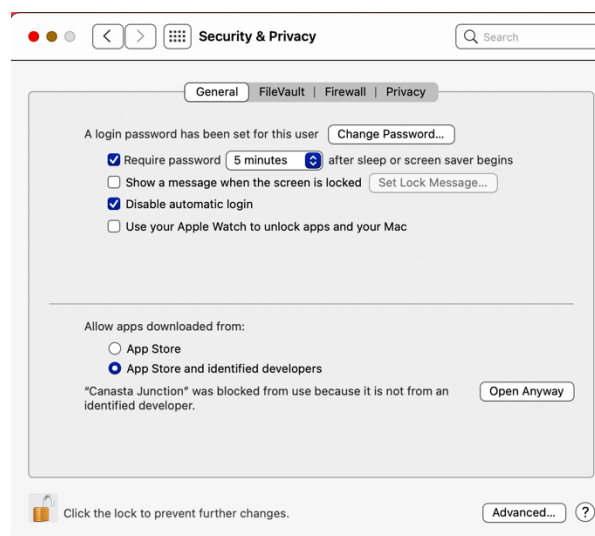 Security & Privacy
Search
General | FileVault | Firewall | Privacy
A login password has been set for this user Change Password...
Require password 5 minutes after sleep or screen saver begins
Show a message when the screen is locked Set Lock Message...
Disable automatic login
Use your Apple Watch to unlock apps and your Mac
Allow apps downloaded from:
App Store
App Store and identified developers
“Canasta Junction” was blocked from use because it is not from an Open Anyway
identified developer.
Click the lock to prevent further changes. Advanced... ?